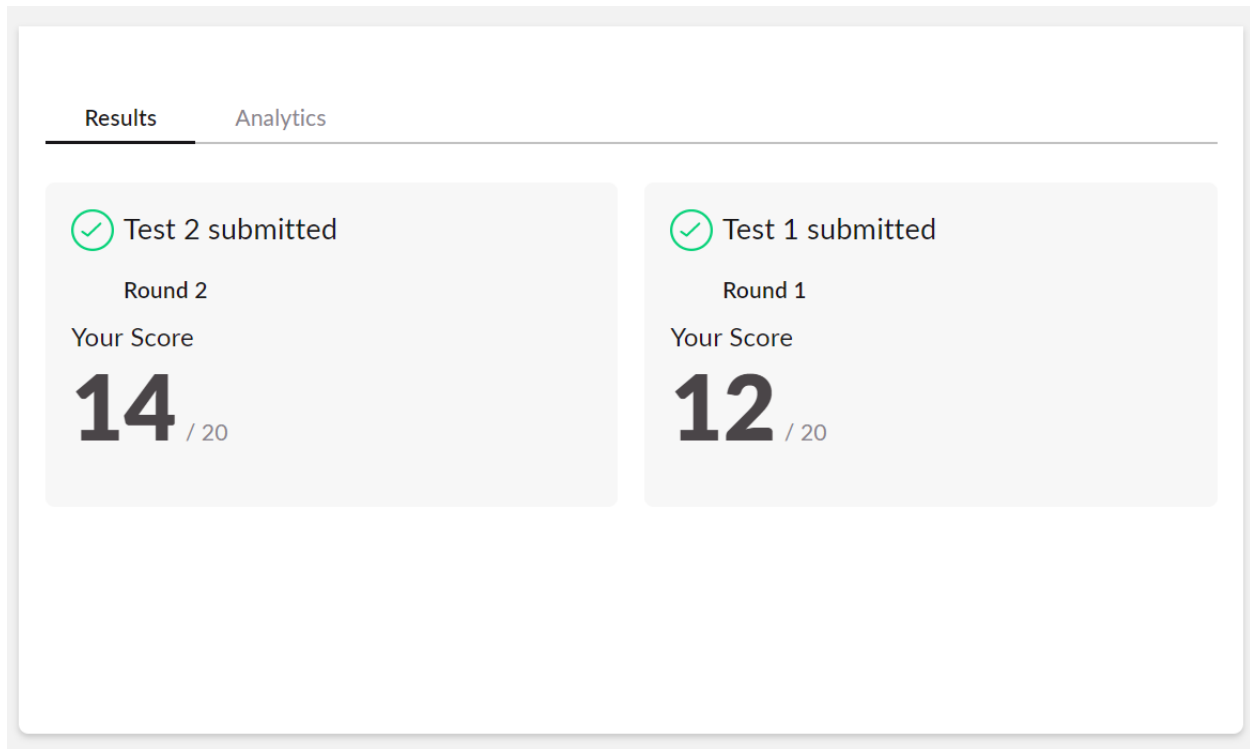 Results
Analytics
Test 2 submitted
Round 2
Your Score
14 / 20
Test 1 submitted
Round 1
Your Score
12 / 20